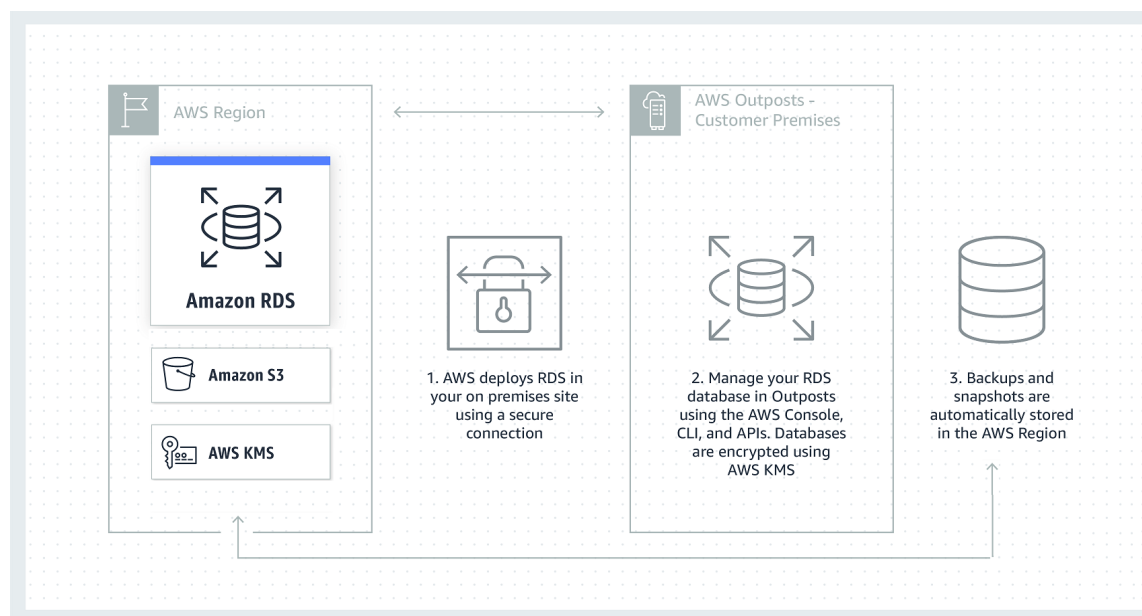 AWS Region
Amazon RDS
Amazon S3
AWS KMS
1. AWS deploys RDS in
your on premises site
using a secure
connection
AWS Outposts -
Customer Premises
2. Manage your RDS
database in Outposts
using the AWS Console,
CLI, and APIs. Databases
are encrypted using
AWS KMS
3. Backups and
snapshots are
automatically stored
in the AWS Region